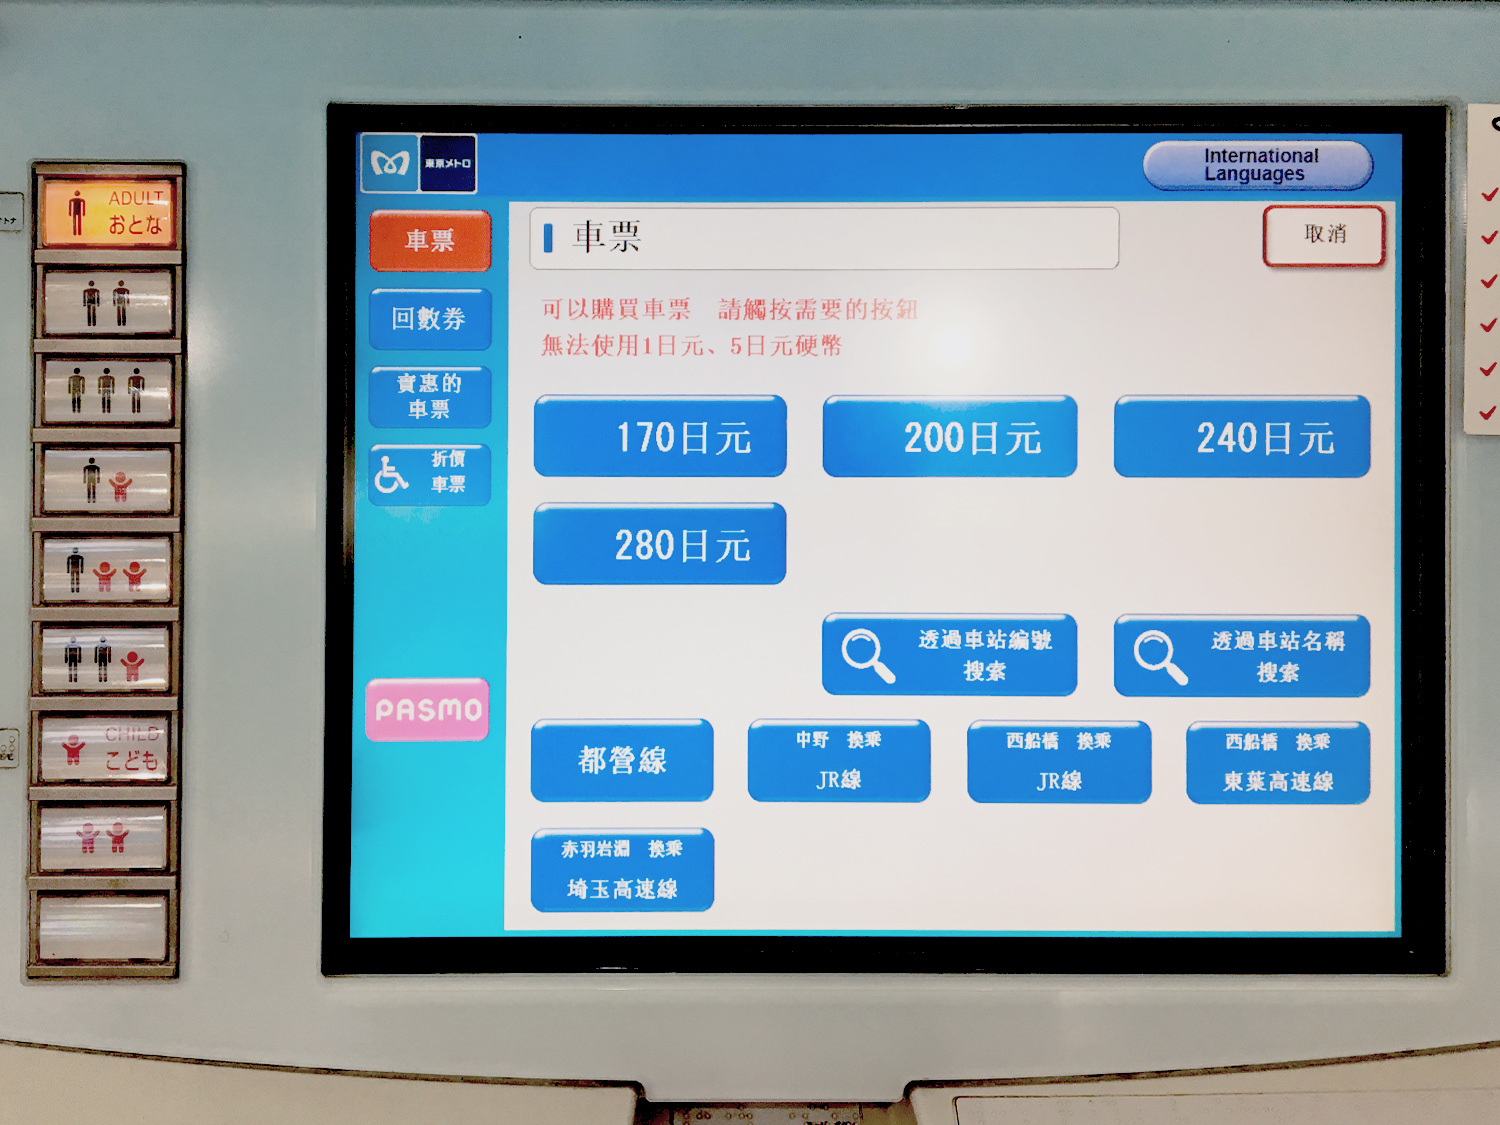 東京メトロ
International
Languages
ADULT
おとな
車票
車票
取消
回數券
可以購買車票　請觸按需要的按鈕
無法使用1日元、5日元硬幣
實惠的
車票
170日元
200日元
240日元
折價
車票
280日元
透過車站編號
搜索
透過車站名稱
搜索
PASMO
CHILD
こども
都營線
中野　換乘
JR線
西船橋　換乘
JR線
西船橋　換乘
東葉高速線
赤羽岩淵　換乘
埼玉高速線